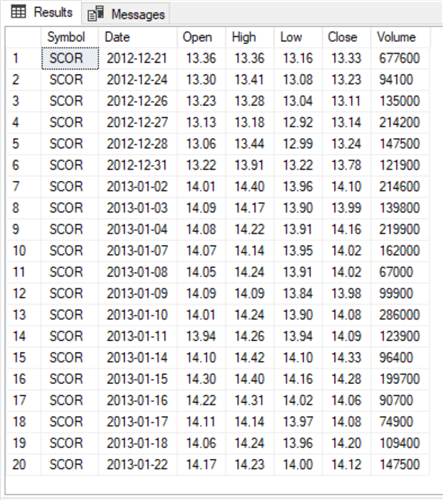 Results Messages
Symbol Date Open High Low Close Volume
1 SCOR 2012-12-21 13.36 13.36 13.16 13.33 677600
2 SCOR 2012-12-24 13.30 13.41 13.08 13.23 94100
3 SCOR 2012-12-26 13.23 13.28 13.04 13.11 135000
4 SCOR 2012-12-27 13.13 13.18 12.92 13.14 214200
5 SCOR 2012-12-28 13.06 13.44 12.99 13.24 147500
6 SCOR 2012-12-31 13.22 13.91 13.22 13.78 121900
7 SCOR 2013-01-02 14.01 14.40 13.96 14.10 214600
8 SCOR 2013-01-03 14.09 14.17 13.90 13.99 139800
9 SCOR 2013-01-04 14.08 14.22 13.91 14.16 219900
10 SCOR 2013-01-07 14.07 14.14 13.95 14.02 162000
11 SCOR 2013-01-08 14.05 14.24 13.91 14.02 67000
12 SCOR 2013-01-09 14.09 14.09 13.84 13.98 99900
13 SCOR 2013-01-10 14.01 14.24 13.90 14.08 286000
14 SCOR 2013-01-11 13.94 14.26 13.94 14.09 123900
15 SCOR 2013-01-14 14.10 14.42 14.10 14.33 96400
16 SCOR 2013-01-15 14.30 14.40 14.16 14.28 199700
17 SCOR 2013-01-16 14.22 14.31 14.02 14.06 90700
18 SCOR 2013-01-17 14.11 14.14 13.97 14.08 74900
19 SCOR 2013-01-18 14.06 14.24 13.96 14.20 109400
20 SCOR 2013-01-22 14.17 14.23 14.00 14.12 147500